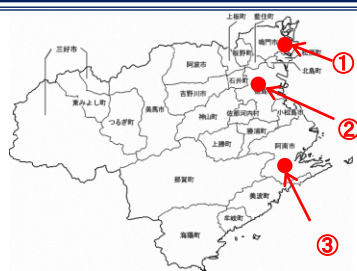 上板町
藍住町
鳴門市
松茂町
①
北島町
板野町
三好市
阿波市
石井町
徳島市
東みよし町
美馬市
吉野川市
②
つるぎ町
神山町
佐那河内村
小松島市
勝浦町
上勝町
阿南市
那賀町
美波町
③
牟岐町
海陽町